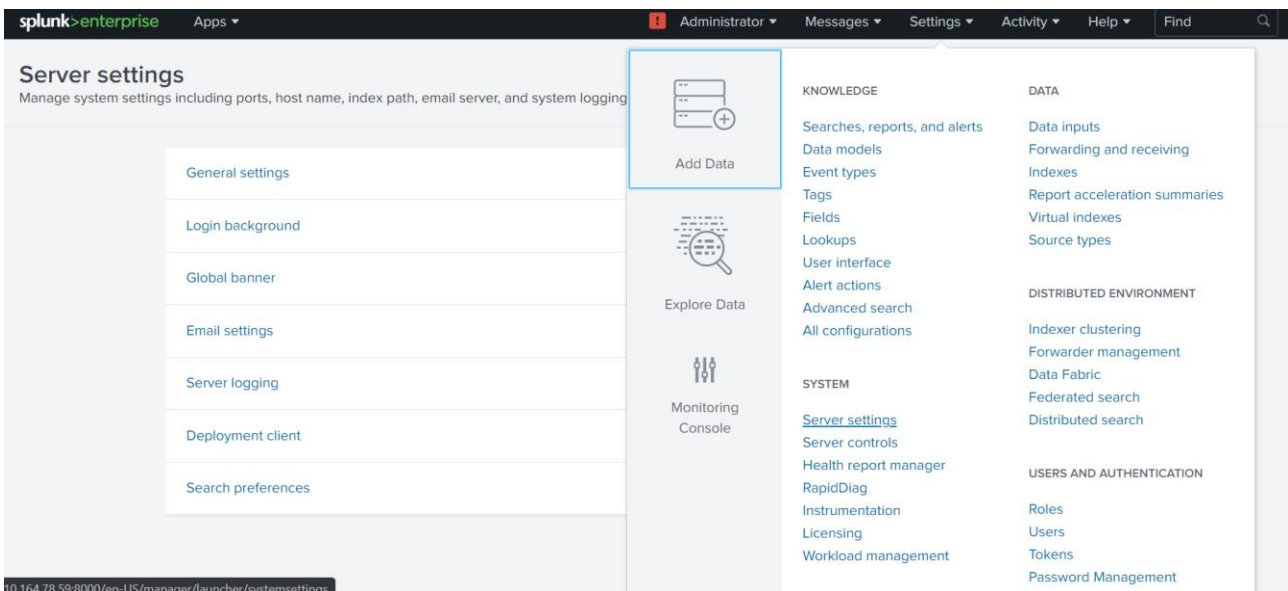 splunk>enterprise Apps
! Administrator Messages Settings Activity Help Find
Server settings
Manage system settings including ports, host name, index path, email server, and system logging
General settings
Login background
Global banner
Email settings
Server logging
Deployment client
Search preferences
Add Data
Explore Data
Monitoring
Console
KNOWLEDGE
Searches, reports, and alerts
Data models
Event types
Tags
Fields
Lookups
User interface
Alert actions
Advanced search
All configurations
SYSTEM
Server settings
Server controls
Health report manager
RapidDiag
Instrumentation
Licensing
Workload management
DATA
Data inputs
Forwarding and receiving
Indexes
Report acceleration summaries
Virtual indexes
Source types
DISTRIBUTED ENVIRONMENT
Indexer clustering
Forwarder management
Data Fabric
Federated search
Distributed search
USERS AND AUTHENTICATION
Roles
Users
Tokens
Password Management
10.164.78.59:8000/en-US/manager/launcher/systemsettings